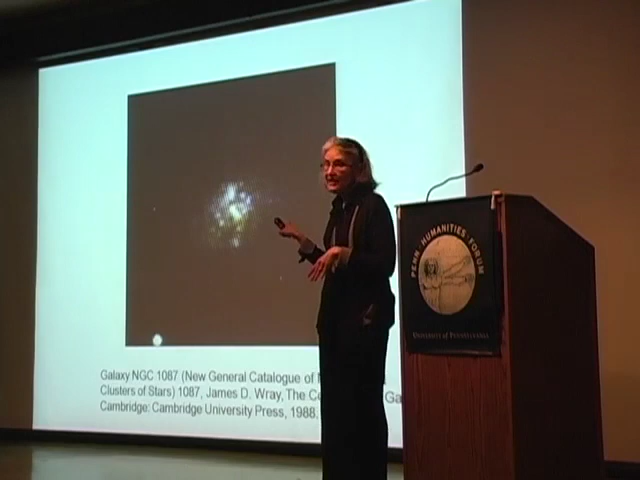 Galaxy NGC 1087 (New General Catalogue of
Clusters of Stars) 1087, James D. Wray, The
Cambridge: Cambridge University Press, 1988.
PENN HUMANITIES FORUM
UNIVERSITY of PENNSYLVANIA